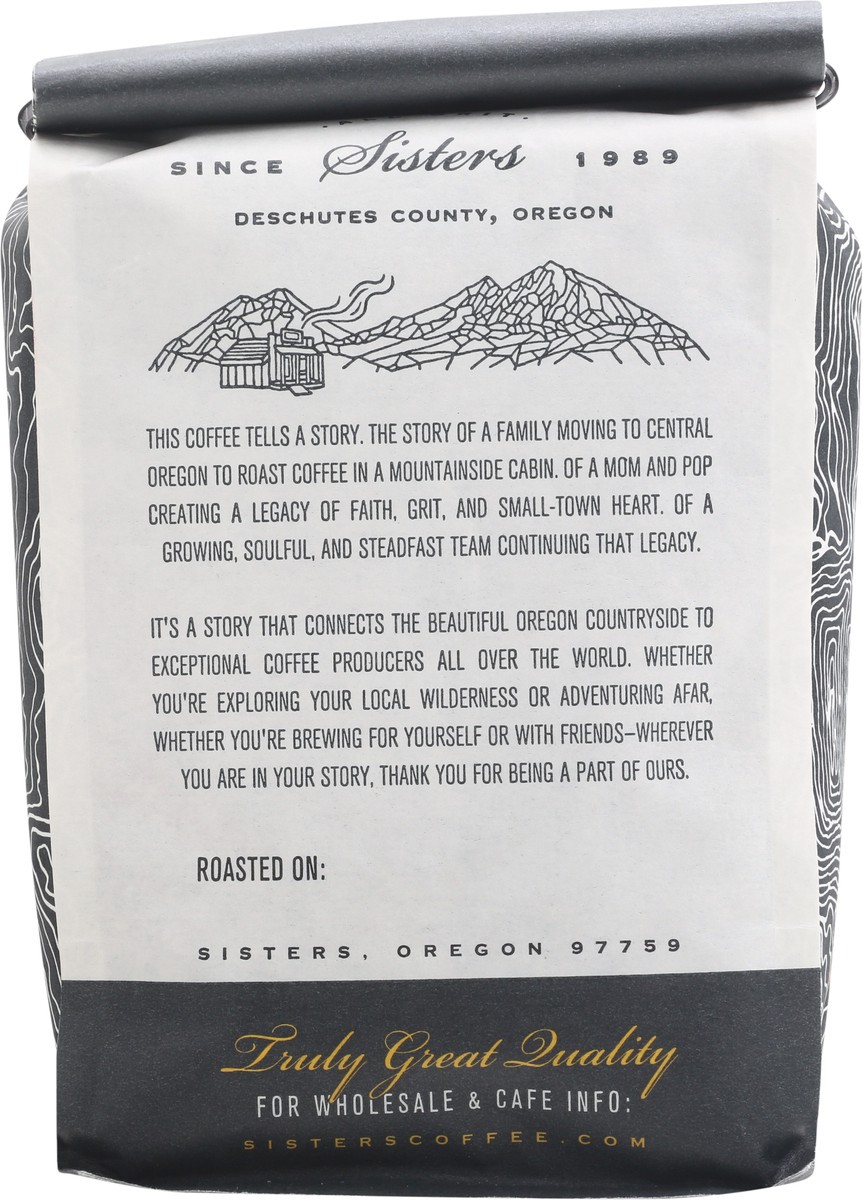 SINCE Sisters 1989
DESCHUTES COUNTY, OREGON
THIS COFFEE TELLS A STORY. THE STORY OF A FAMILY MOVING TO CENTRAL
OREGON TO ROAST COFFEE IN A MOUNTAINSIDE CABIN. OF A MOM AND POP
CREATING A LEGACY OF FAITH, GRIT, AND SMALL-TOWN HEART. OF A
GROWING, SOULFUL, AND STEADFAST TEAM CONTINUING THAT LEGACY.
IT'S A STORY THAT CONNECTS THE BEAUTIFUL OREGON COUNTRYSIDE TO
EXCEPTIONAL COFFEE PRODUCERS ALL OVER THE WORLD. WHETHER
YOU'RE EXPLORING YOUR LOCAL WILDERNESS OR ADVENTURING AFAR,
WHETHER YOU'RE BREWING FOR YOURSELF OR WITH FRIENDS–WHEREVER
YOU ARE IN YOUR STORY, THANK YOU FOR BEING A PART OF OURS.
ROASTED ON:
SISTERS, OREGON 97759
Truly Great Quality
FOR WHOLESALE & CAFE INFO:
SISTERSCOFFEE.COM